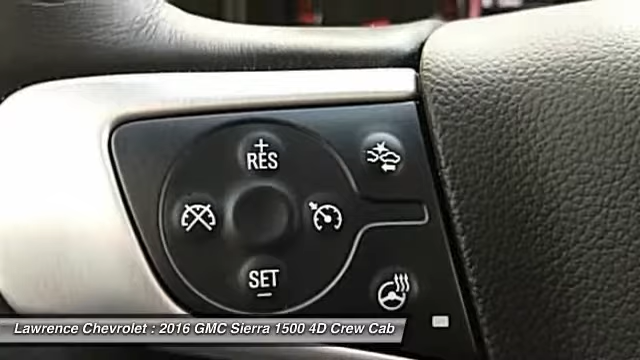 +
RES
SET
−
Lawrence Chevrolet : 2016 GMC Sierra 1500 4D Crew Cab